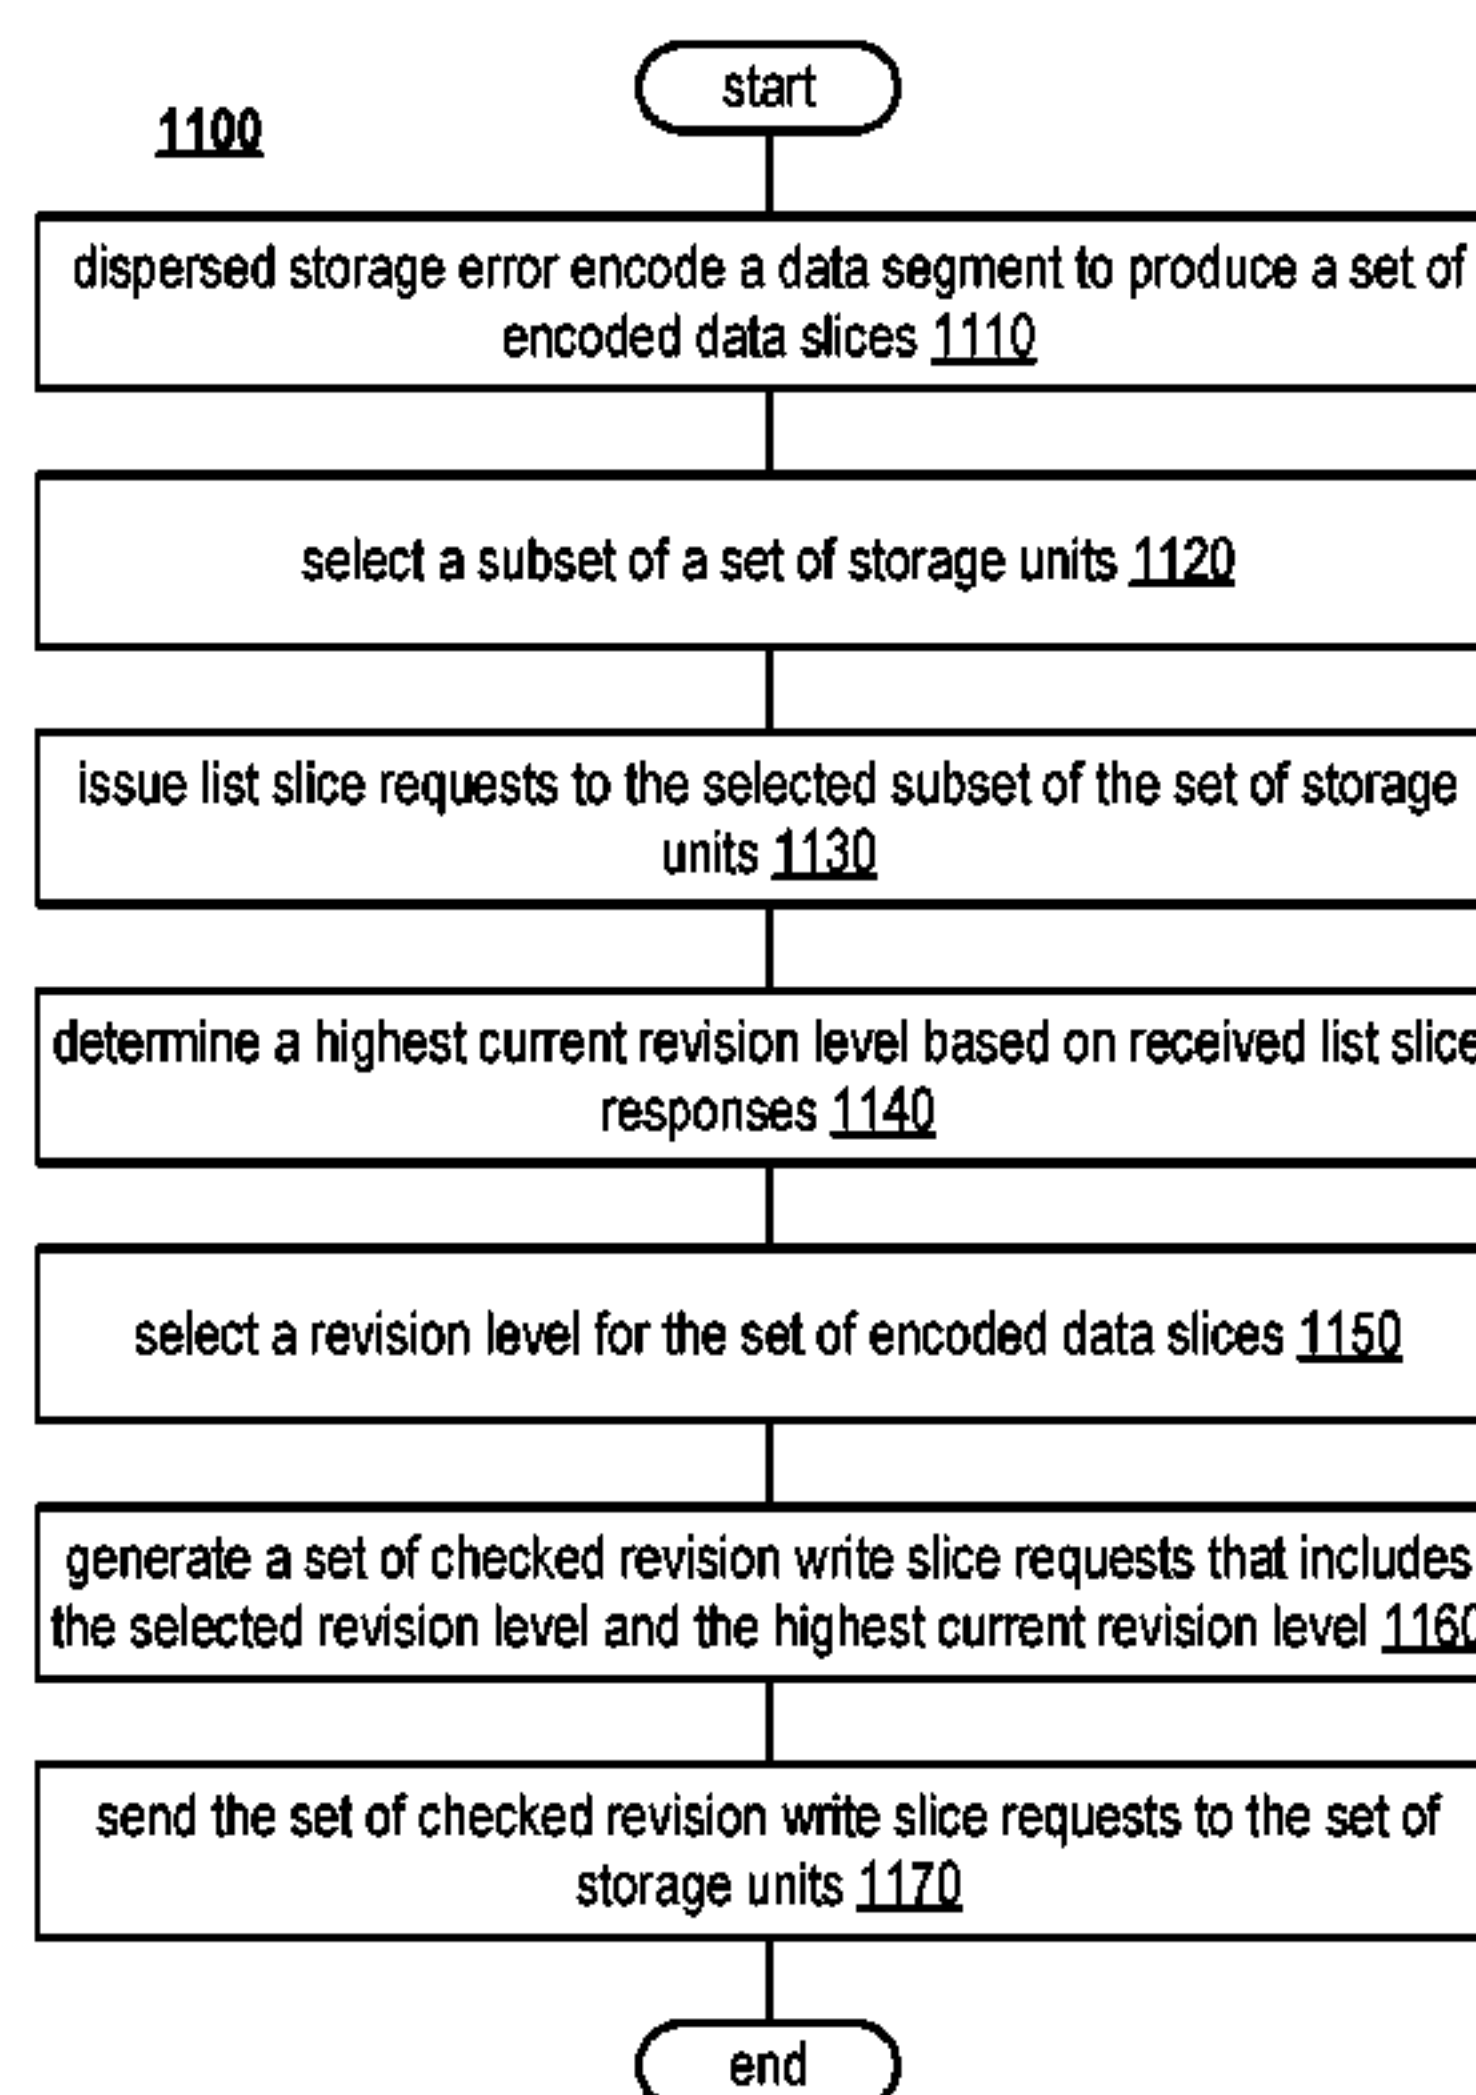 start
1100
dispersed storage error encode a data segment to produce a set of
encoded data slices 1110
select a subset of a set of storage units 1120
issue list slice requests to the selected subset of the set of storage
units 1130
determine a highest current revision level based on received list slice
responses 1140
select a revision level for the set of encoded data slices 1150
generate a set of checked revision write slice requests that includes
the selected revision level and the highest current revision level 1160
send the set of checked revision write slice requests to the set of
storage units 1170
end